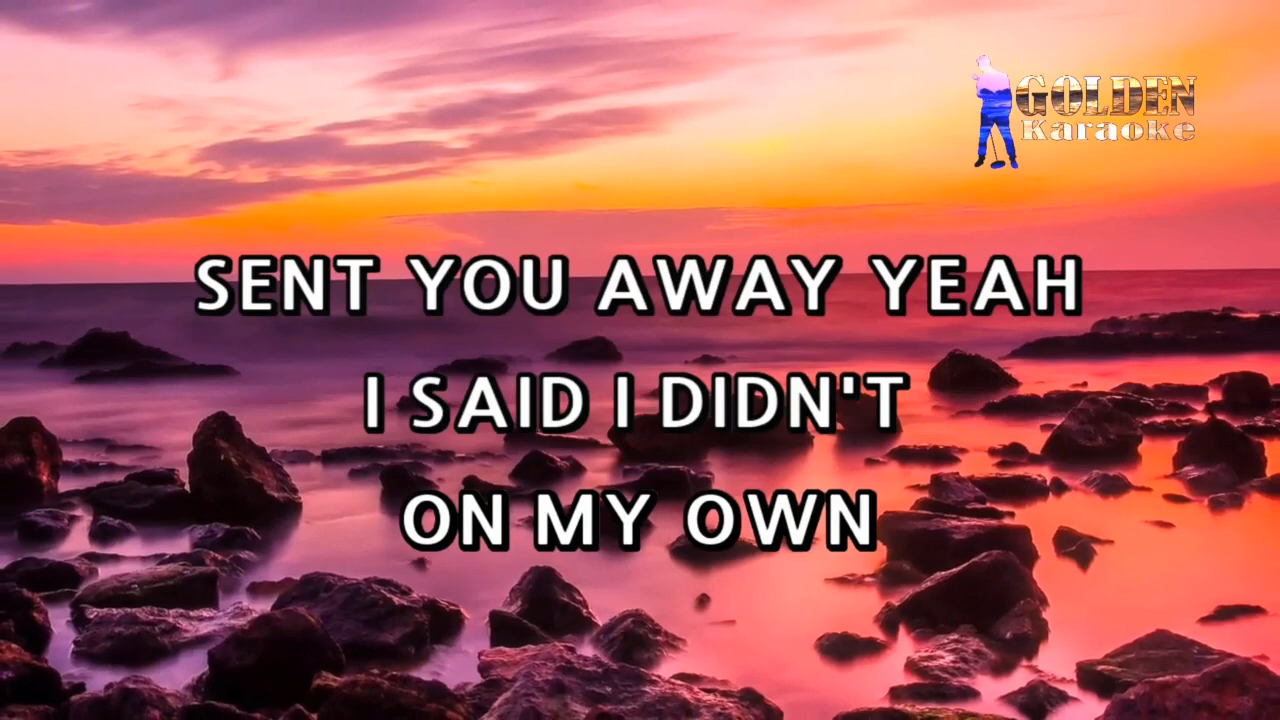 GOLDEN
Karaoke
SENT YOU AWAY YEAH
I SAID I DIDN'T
ON MY OWN